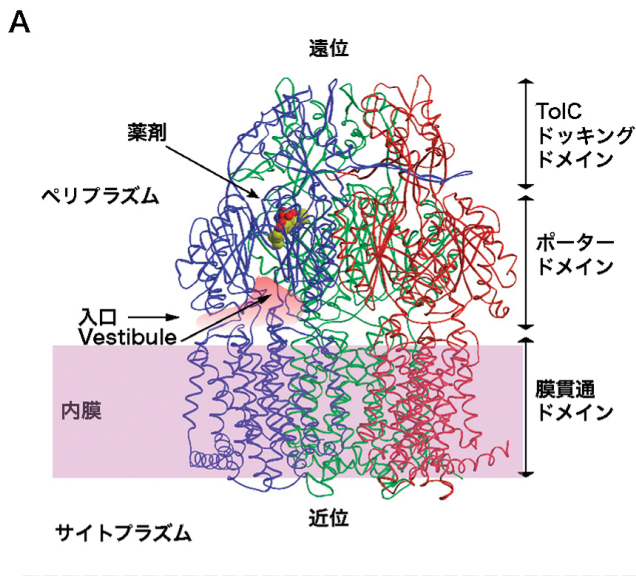 A
遠位
薬剤
TolC
ドッキング
ドメイン
ペリプラズム
ポーター
ドメイン
入口
Vestibule
内膜
膜貫通
ドメイン
サイトプラズム
近位